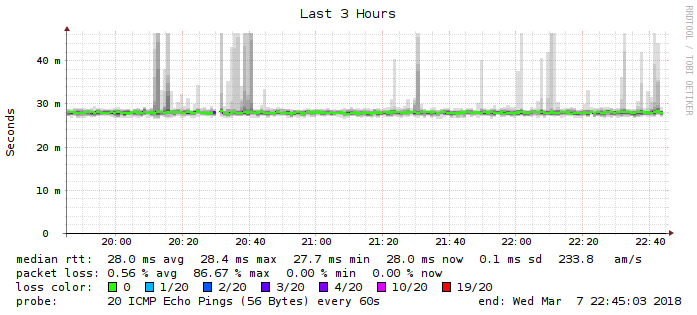 Last 3 Hours
RRDTOOL / TOBI OETIKER
Seconds
40 m
30 m
20 m
10 m
0
20:00 20:20 20:40 21:00 21:20 21:40 22:00 22:20 22:40
median rtt: 28.0 ms avg 28.4 ms max 27.7 ms min 28.0 ms now 0.1 ms sd 233.8 am/s
packet loss: 0.56 % avg 86.67 % max 0.00 % min 0.00 % now
loss color: 0 1/20 2/20 3/20 4/20 10/20 19/20
probe: 20 ICMP Echo Pings (56 Bytes) every 60s end: Wed Mar 7 22:45:03 2018